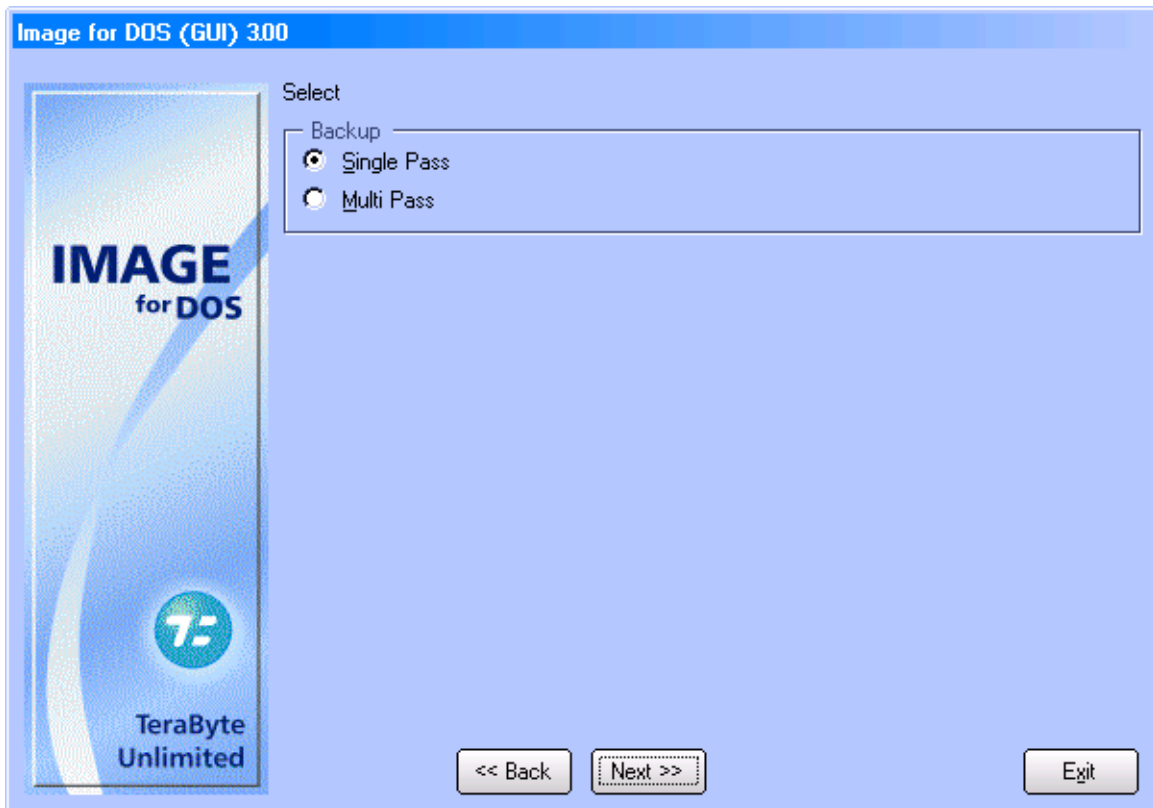 Image for DOS (GUI) 3.00
Select
Backup
Single Pass
Multi Pass
IMAGE
for DOS
TeraByte
Unlimited
<< Back
Next >>
Exit